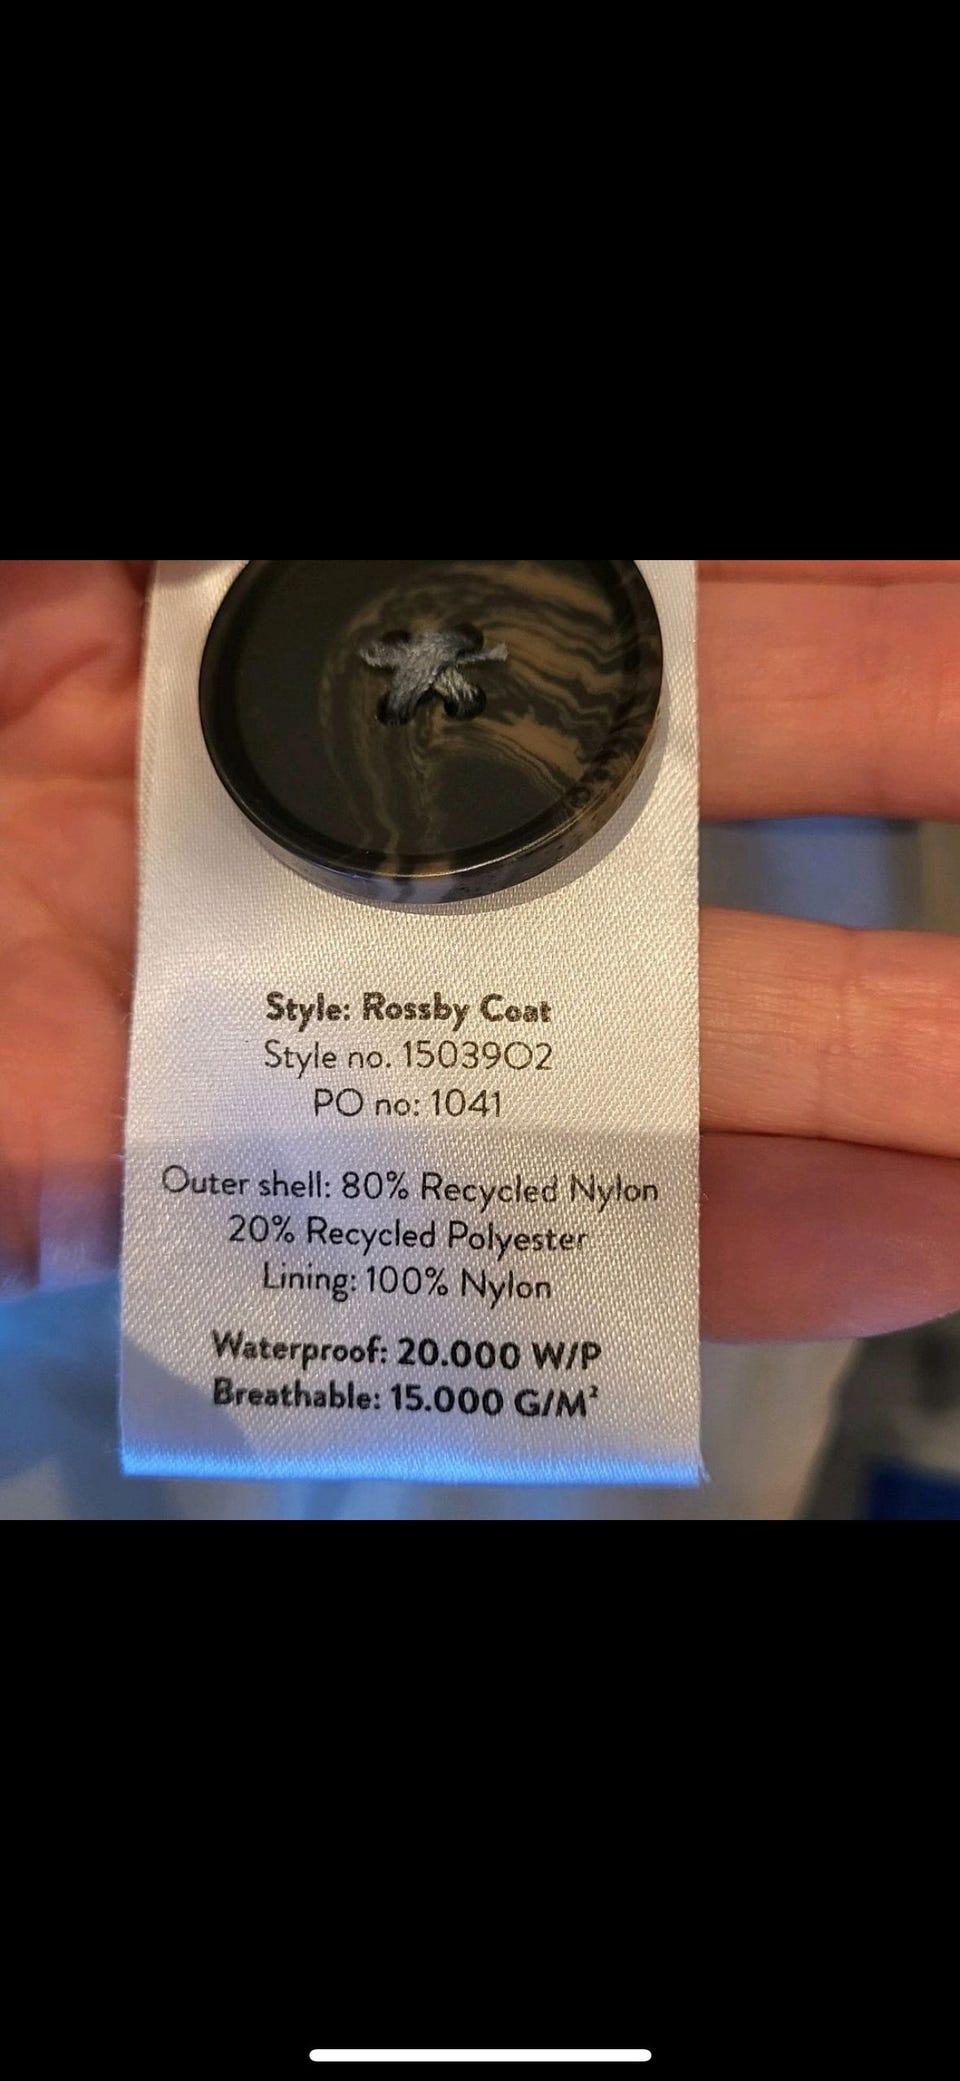 Style: Rossby Coat
Style no. 1503902
PO no: 1041
Outer shell: 80% Recycled Nylon
20% Recycled Polyester
Lining: 100% Nylon
Waterproof: 20.000 W/P
Breathable: 15.000 G/M²